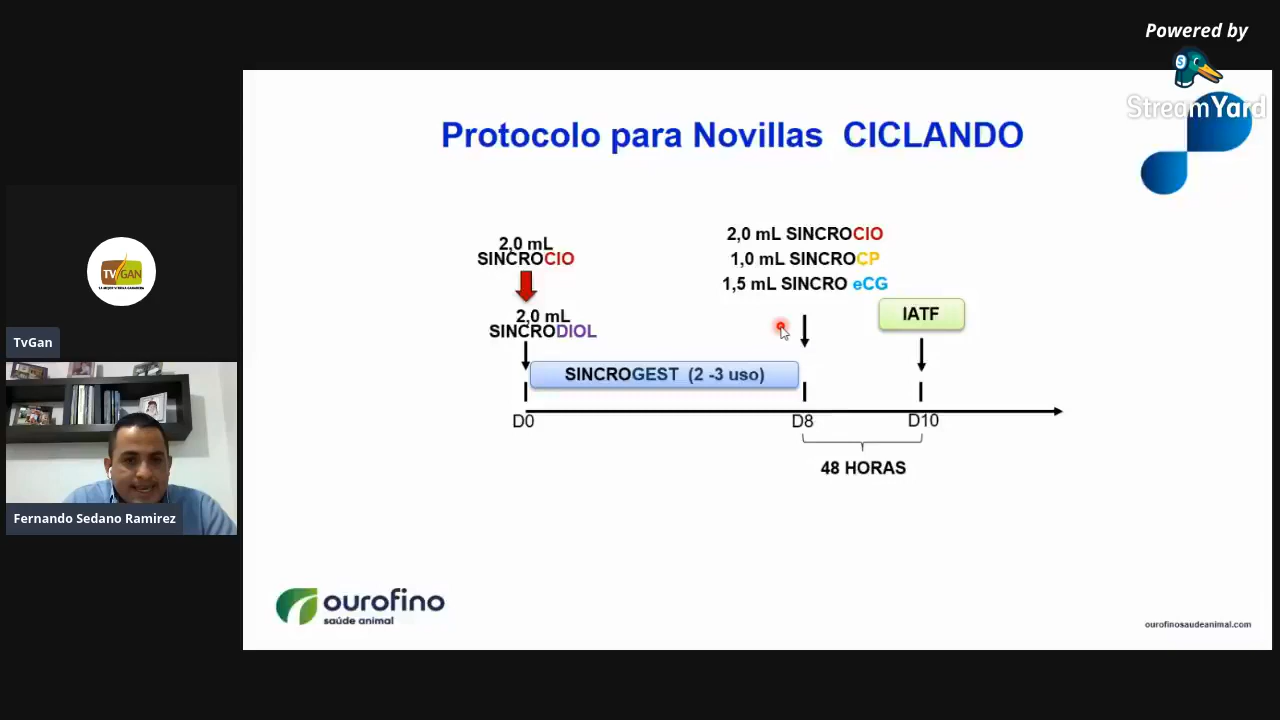 Powered by
StreamYard
Protocolo para Novillas CICLANDO
2,0 mL
SINCROCIO
2,0 mL
SINCRODIOL
2,0 mL SINCROCIO
1,0 mL SINCROCP
1,5 mL SINCRO eCG
IATF
SINCROGEST (2 -3 uso)
D0
D8
D10
48 HORAS
TVGAN
TvGan
Fernando Sedano Ramirez
ourofino
saúde animal
ourofinosaudeanimal.com